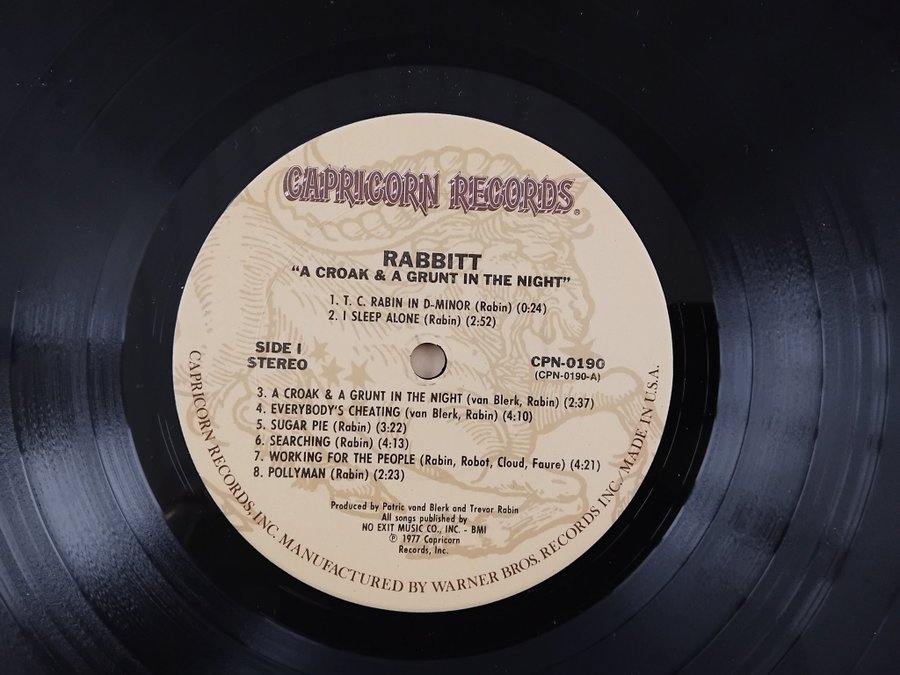 CAPRICORN RECORDS®
RABBITT
"A CROAK & A GRUNT IN THE NIGHT"
1. T. C. RABIN IN D-MINOR (Rabin) (0:24)
2. I SLEEP ALONE (Rabin) (2:52)
SIDE I
STEREO
CPN-0190
(CPN-0190-A)
3. A CROAK & A GRUNT IN THE NIGHT (van Blerk, Rabin) (2:37)
4. EVERYBODY'S CHEATING (van Blerk, Rabin) (4:10)
5. SUGAR PIE (Rabin) (3:22)
6. SEARCHING (Rabin) (4:13)
7. WORKING FOR THE PEOPLE (Rabin, Robot, Cloud, Faure) (4:21)
8. POLLYMAN (Rabin) (2:23)
Produced by Patric vand Blerk and Trevor Rabin
All songs published by
NO EXIT MUSIC CO., INC. - BMI
℗ 1977 Capricorn
Records, Inc.
CAPRICORN RECORDS, INC. MANUFACTURED BY WARNER BROS. RECORDS INC./MADE IN U.S.A.